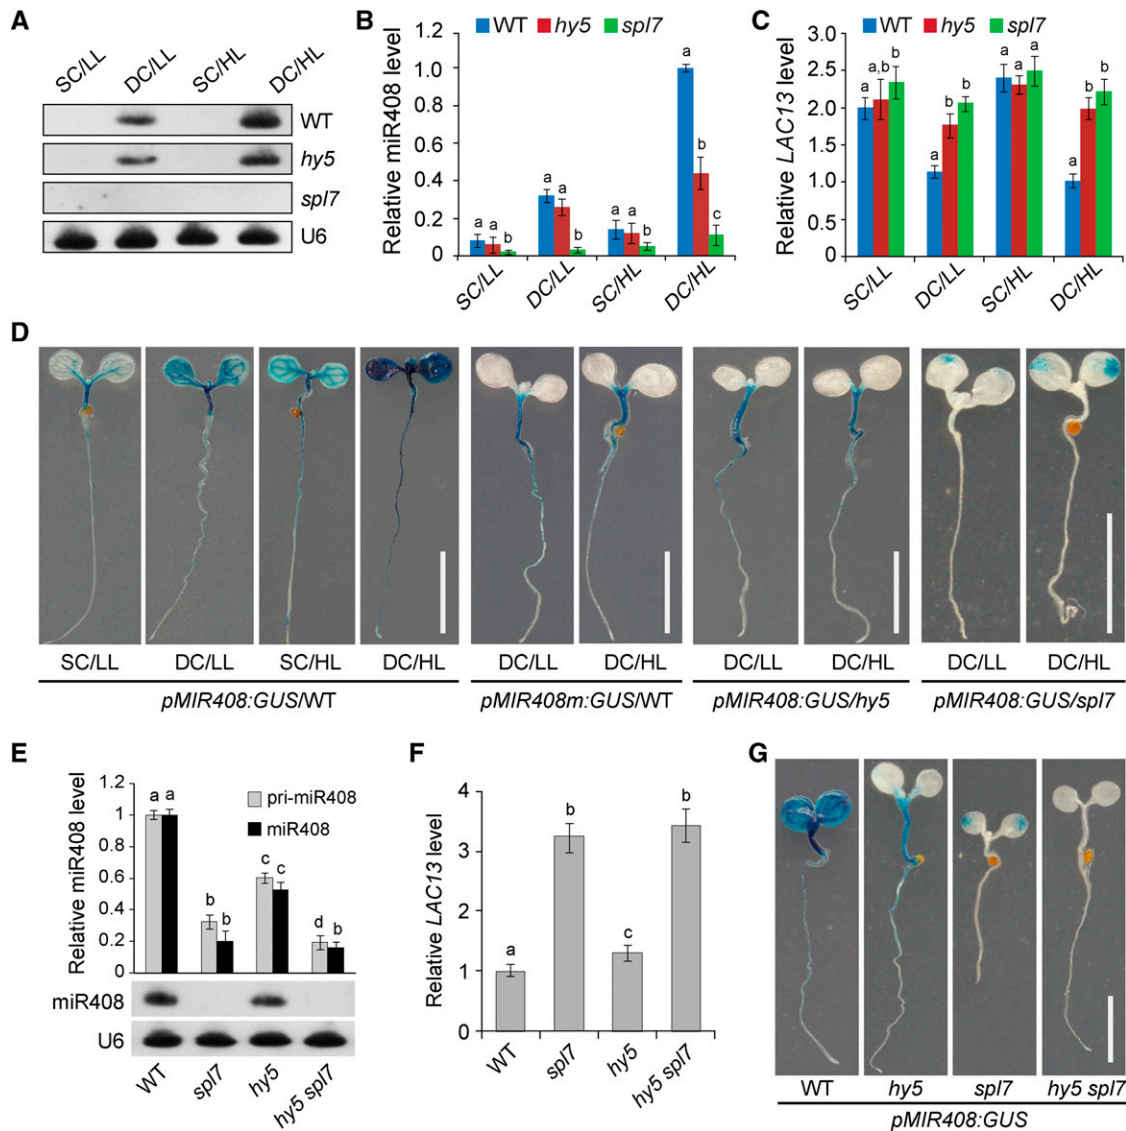 A
SC/LL DC/LL SC/HL DC/HL
WT
hy5
spl7
U6
B
WT hy5 spl7
Relative miR408 level
1.2
1.0
0.8
0.6
0.4
0.2
0
a a b
a a b
a a b
a b c
SC/LL DC/LL SC/HL DC/HL
C
WT hy5 spl7
Relative LAC13 level
3.0
2.5
2.0
1.5
1.0
0.5
0
a a,b b
a b b
a a a
a b b
SC/LL DC/LL SC/HL DC/HL
D
SC/LL DC/LL SC/HL DC/HL DC/LL DC/HL DC/LL DC/HL DC/LL DC/HL
pMIR408:GUS/WT pMIR408m:GUS/WT pMIR408:GUS/hy5 pMIR408:GUS/spl7
E
Relative miR408 level
1.2
1
0.8
0.6
0.4
0.2
0
pri-miR408
miR408
a a
b b
c c
d b
miR408
U6
WT spl7 hy5 hy5 spl7
F
Relative LAC13 level
4
3
2
1
0
a b c b
WT spl7 hy5 hy5 spl7
G
WT hy5 spl7 hy5 spl7
pMIR408:GUS